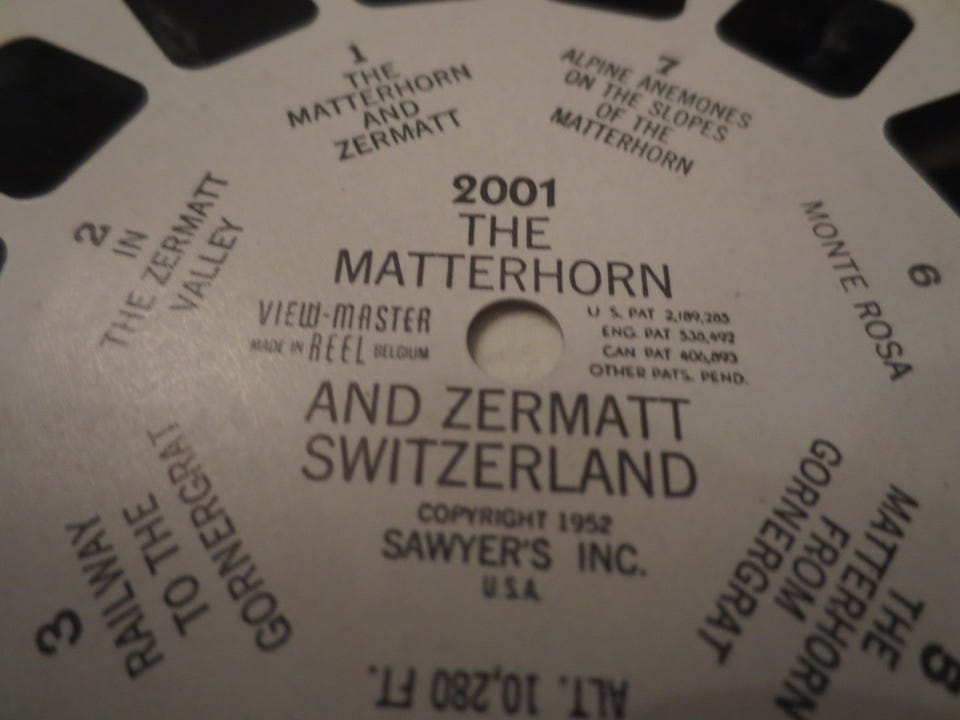 2001
THE
MATTERHORN
VIEW-MASTER
MADE IN REEL BELGIUM
U.S. PAT 2,189,285
ENG. PAT 538,492
CAN PAT 406,893
OTHER PATS. PEND.
AND ZERMATT
SWITZERLAND
COPYRIGHT 1952
SAWYER'S INC.
U.S.A.
1
THE
MATTERHORN
AND
ZERMATT
2
IN
THE ZERMATT
VALLEY
3
RAILWAY
TO THE
GORNERGRAT
ALT. 10,280 FT.
THE
MATTERHORN
FROM
GORNERGRAT
6
MONTE ROSA
7
ALPINE ANEMONES
ON THE SLOPES
OF THE
MATTERHORN